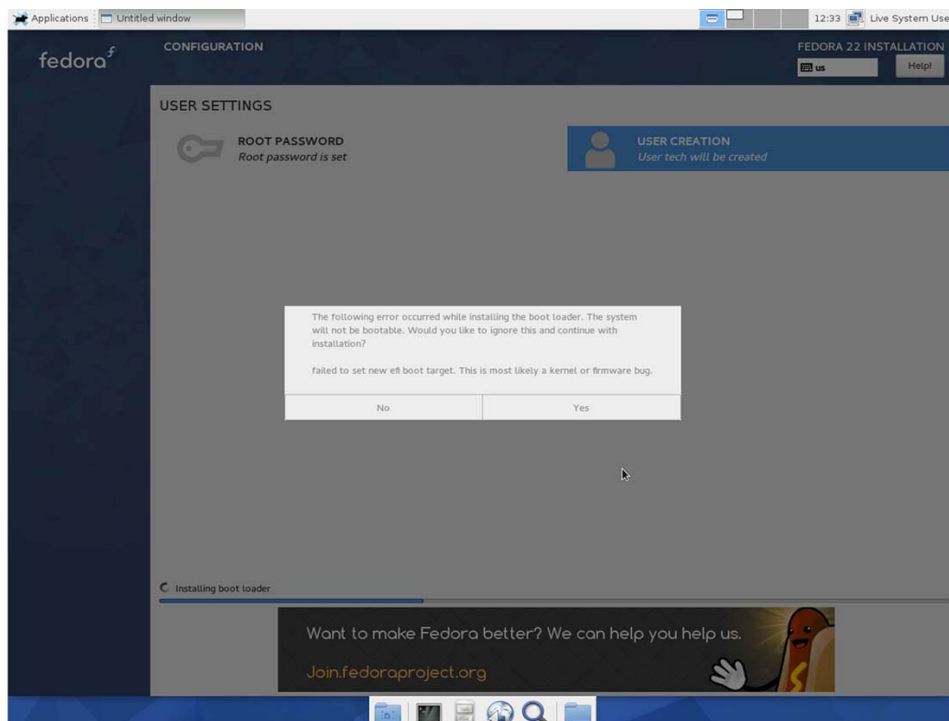 Applications Untitled window 12:33 Live System Use
fedora
CONFIGURATION
FEDORA 22 INSTALLATION
us Help!
USER SETTINGS
ROOT PASSWORD
Root password is set
USER CREATION
User tech will be created
The following error occurred while installing the boot loader. The system
will not be bootable. Would you like to ignore this and continue with
installation?
failed to set new efi boot target. This is most likely a kernel or firmware bug.
No Yes
Installing boot loader
Want to make Fedora better? We can help you help us.
Join.fedoraproject.org